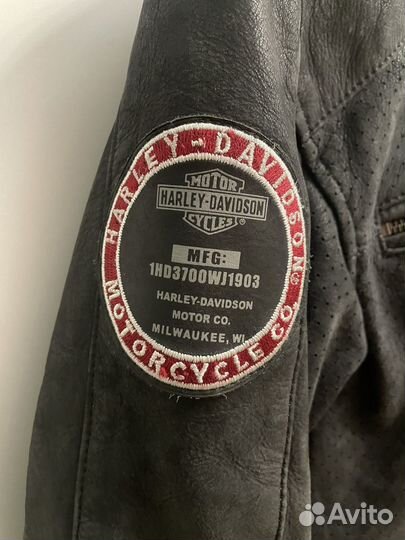 HARLEY-DAVIDSON
MOTORCYCLE CO.
MOTOR
HARLEY-DAVIDSON
CYCLES®
MFG:
1HD3700WJ1903
HARLEY-DAVIDSON
MOTOR CO.
MILWAUKEE, WI
Avito